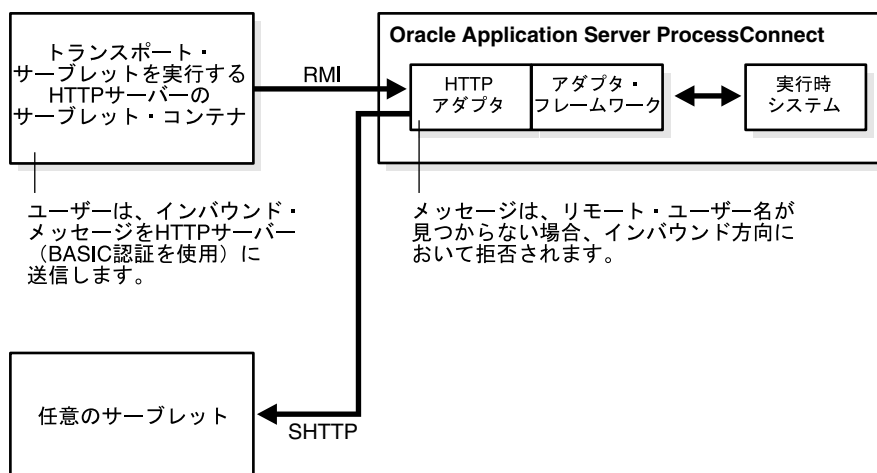 トランスポート・
サーブレットを実行する
HTTPサーバーの
サーブレット・コンテナ
RMI
Oracle Application Server ProcessConnect
HTTP
アダプタ
アダプタ・
フレームワーク
実行時
システム
ユーザーは、インバウンド・
メッセージをHTTPサーバー
（BASIC認証を使用）に
送信します。
メッセージは、リモート・ユーザー名が
見つからない場合、インバウンド方向に
おいて拒否されます。
任意のサーブレット
SHTTP